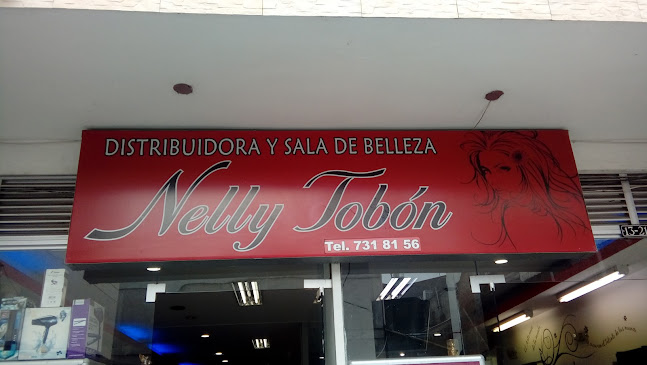 DISTRIBUIDORA Y SALA DE BELLEZA
Nelly Tobón
Tel. 731 81 56